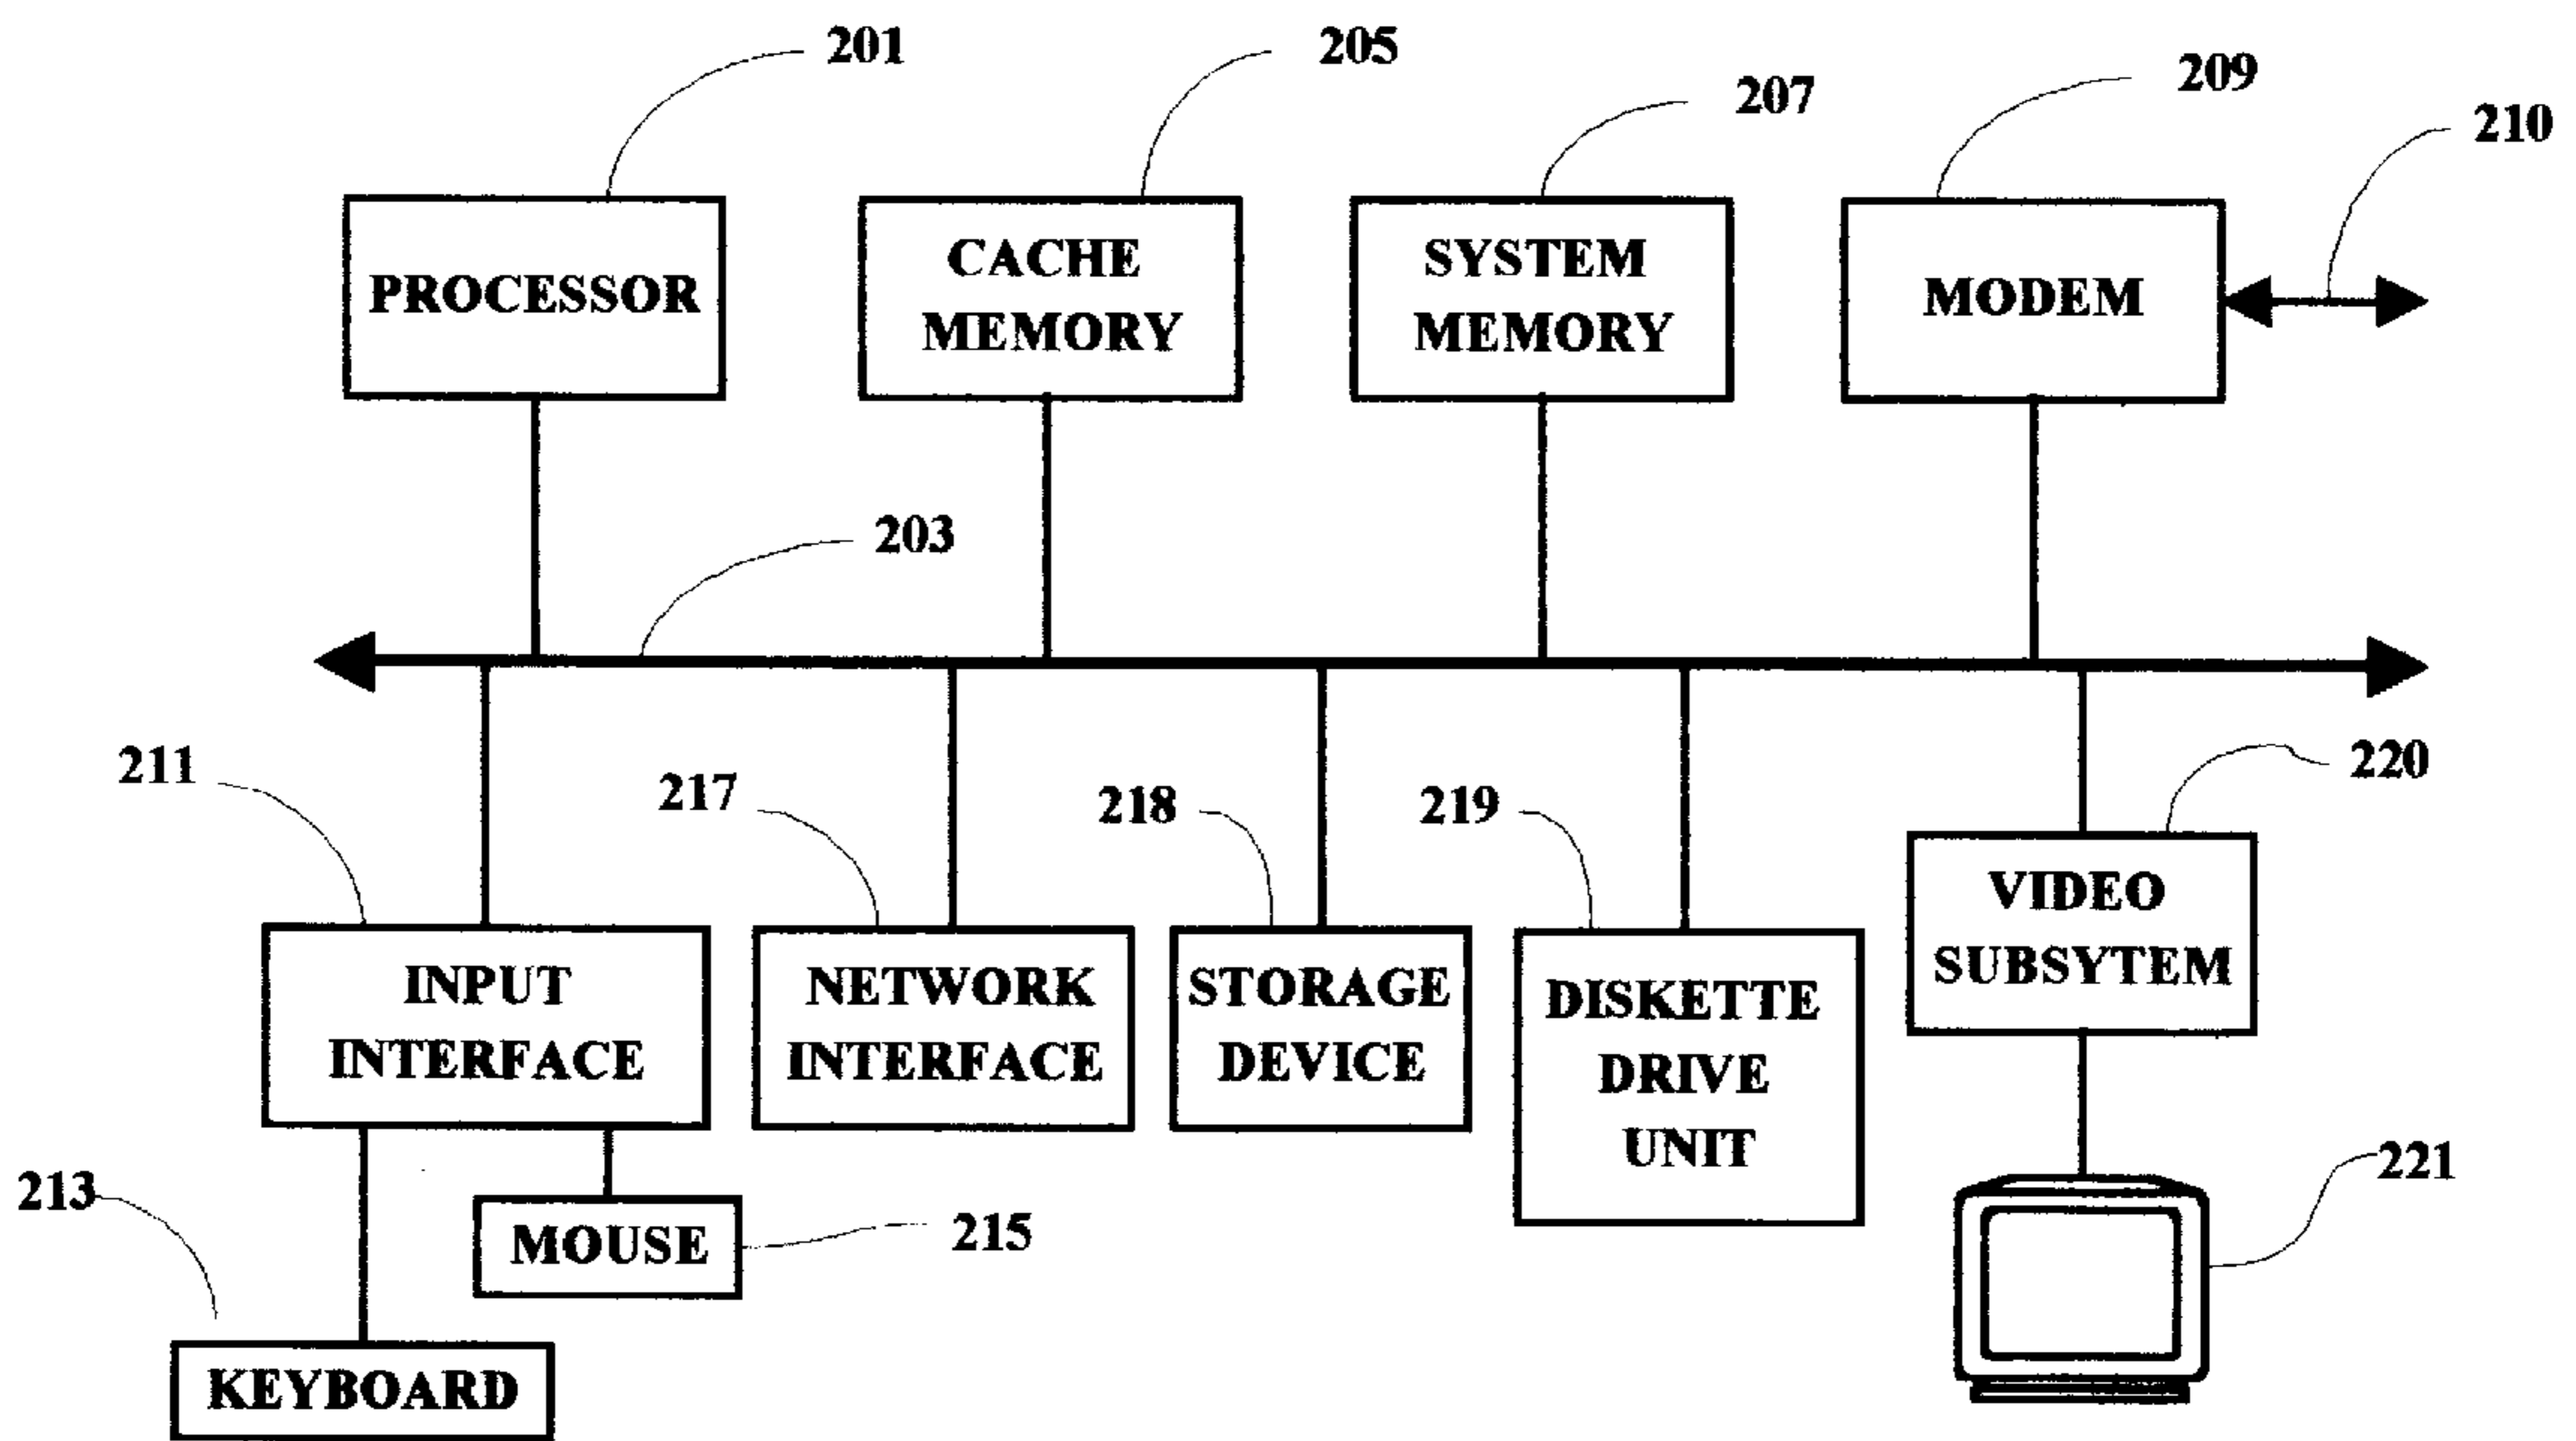 201
205
207
209
210
PROCESSOR
CACHE
MEMORY
SYSTEM
MEMORY
MODEM
203
211
217
218
219
220
INPUT
INTERFACE
NETWORK
INTERFACE
STORAGE
DEVICE
DISKETTE
DRIVE
UNIT
VIDEO
SUBSYTEM
213
MOUSE
215
221
KEYBOARD